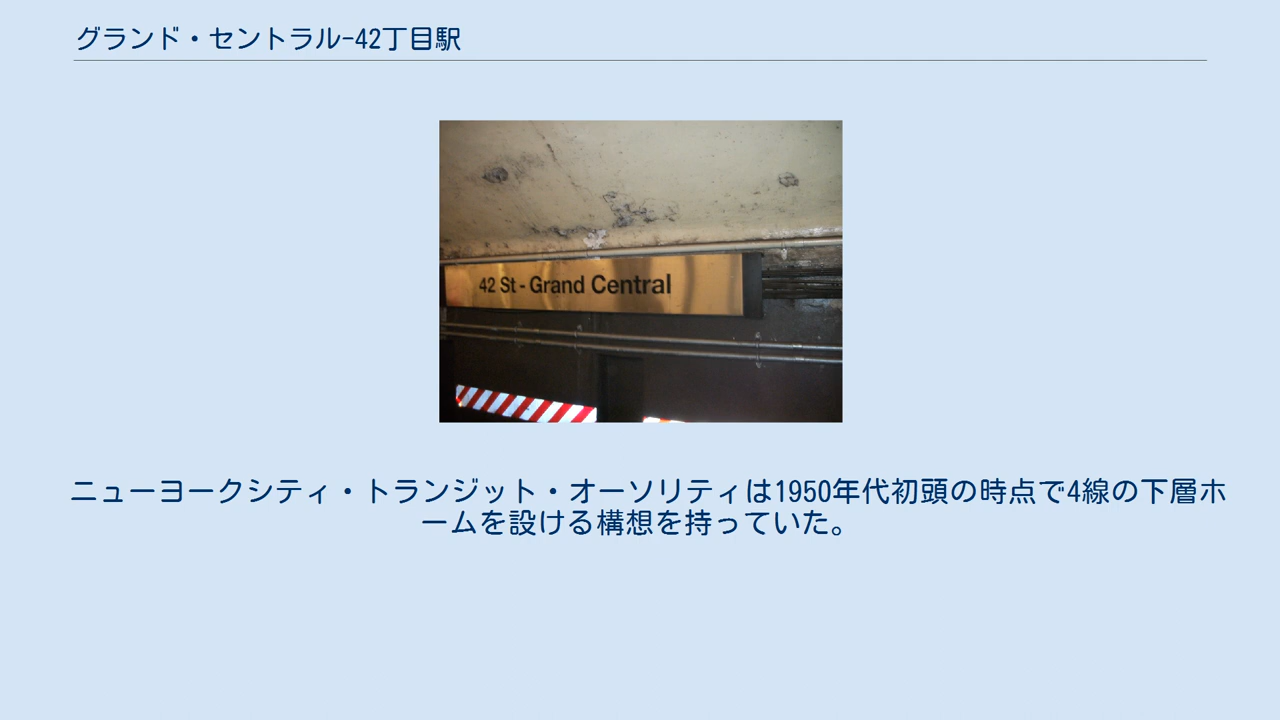 グランド・セントラル-42丁目駅
42 St - Grand Central
ニューヨークシティ・トランジット・オーソリティは1950年代初頭の時点で4線の下層ホ
ームを設ける構想を持っていた。